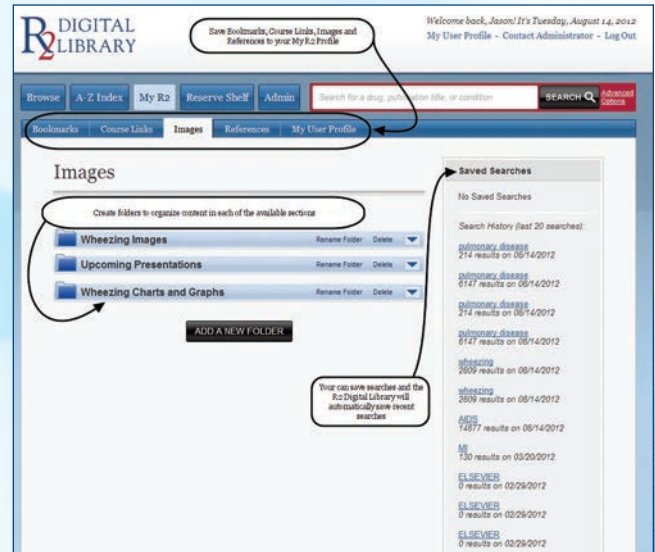 R2 DIGITAL
LIBRARY
Save Bookmarks, Course Links, Images and
References to your My R2 Profile
Welcome back, Jason! It's Tuesday, August 14, 2012
My User Profile - Contact Administrator - Log Out
Browse A-Z Index My R2 Reserve Shelf Admin Search for a drug, publication title, or condition SEARCH Advanced
Options
Bookmarks Course Links Images References My User Profile
Images
Create folders to organize content in each of the available sections
Wheezing Images Rename Folder Delete
Upcoming Presentations Rename Folder Delete
Wheezing Charts and Graphs Rename Folder Delete
ADD A NEW FOLDER
Your can save searches and the
R2 Digital Library will
automatically save recent
searches
Saved Searches
No Saved Searches
Search History (last 20 searches):
pulmonary disease
214 results on 08/14/2012
pulmonary disease
6147 results on 08/14/2012
pulmonary disease
214 results on 08/14/2012
pulmonary disease
6147 results on 08/14/2012
wheezing
2609 results on 08/14/2012
wheezing
2609 results on 08/14/2012
AIDS
14877 results on 08/14/2012
MI
130 results on 03/20/2012
ELSEVIER
0 results on 02/29/2012
ELSEVIER
0 results on 02/29/2012
ELSEVIER
0 results on 02/29/2012